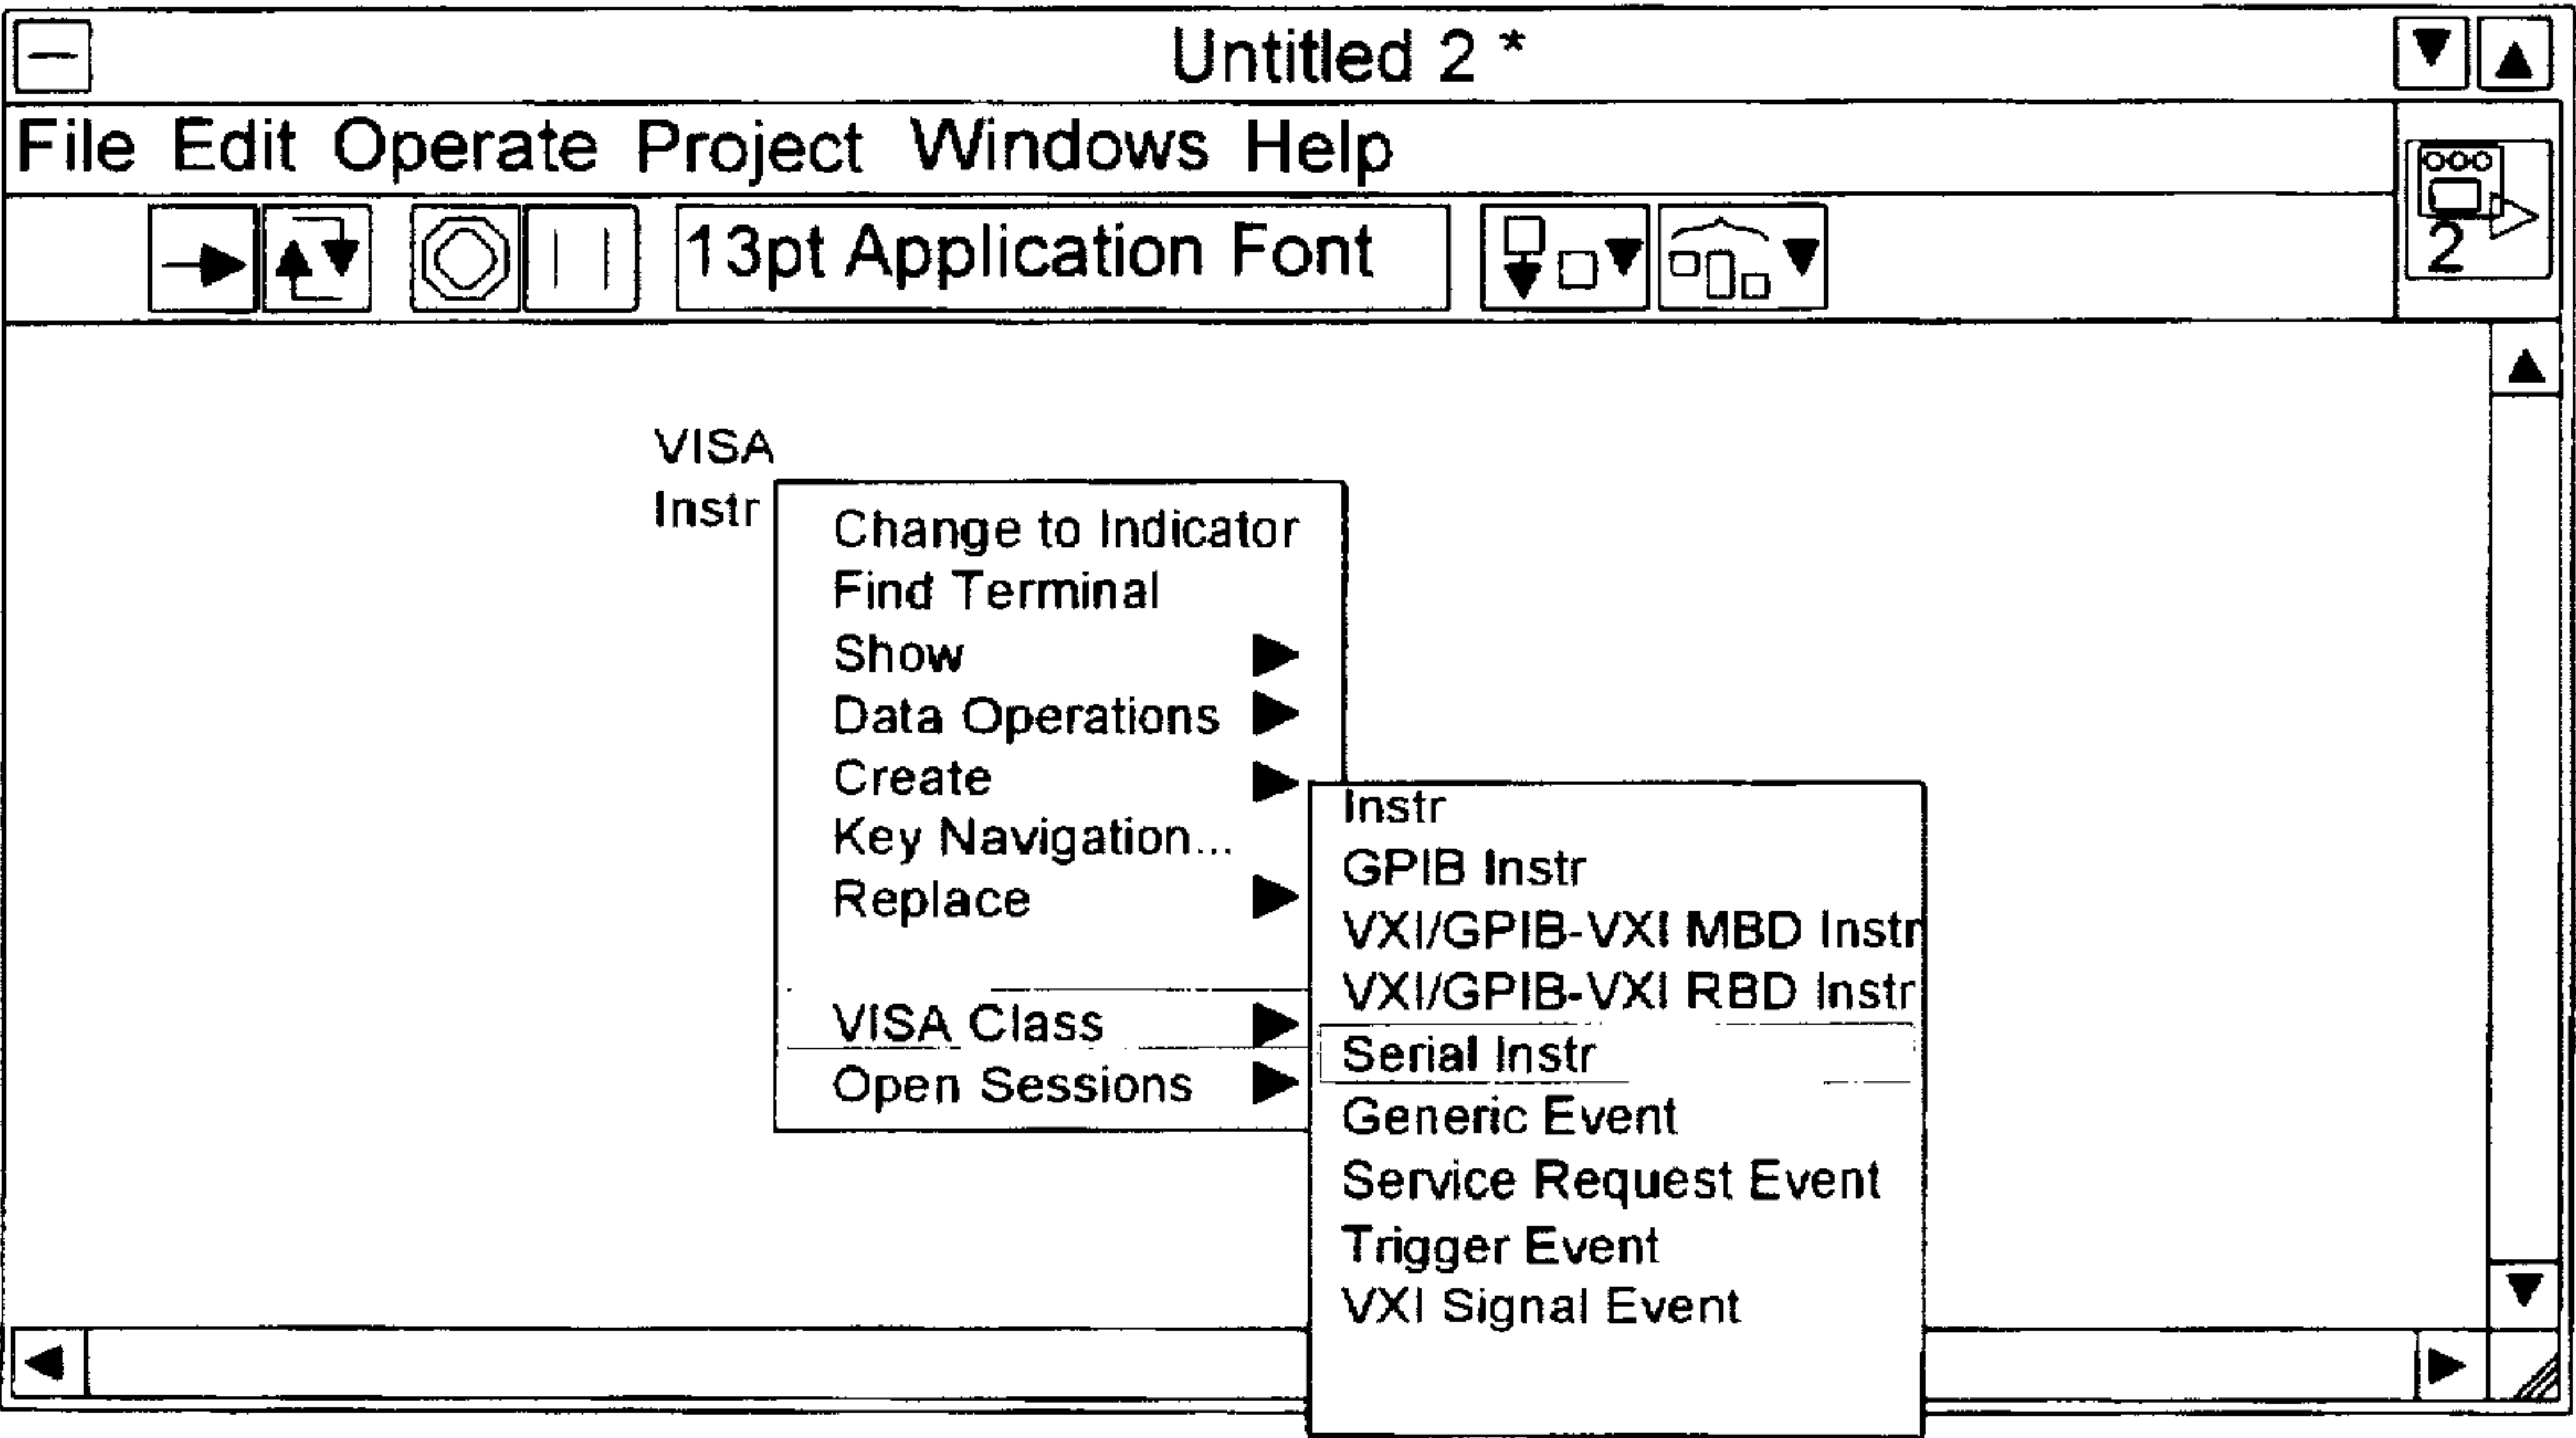 Untitled 2 *
File Edit Operate Project Windows Help
13pt Application Font
2
VISA
Instr
Change to Indicator
Find Terminal
Show
Data Operations
Create
Key Navigation...
Replace
VISA Class
Open Sessions
Instr
GPIB Instr
VXI/GPIB-VXI MBD Instr
VXI/GPIB-VXI RBD Instr
Serial Instr
Generic Event
Service Request Event
Trigger Event
VXI Signal Event